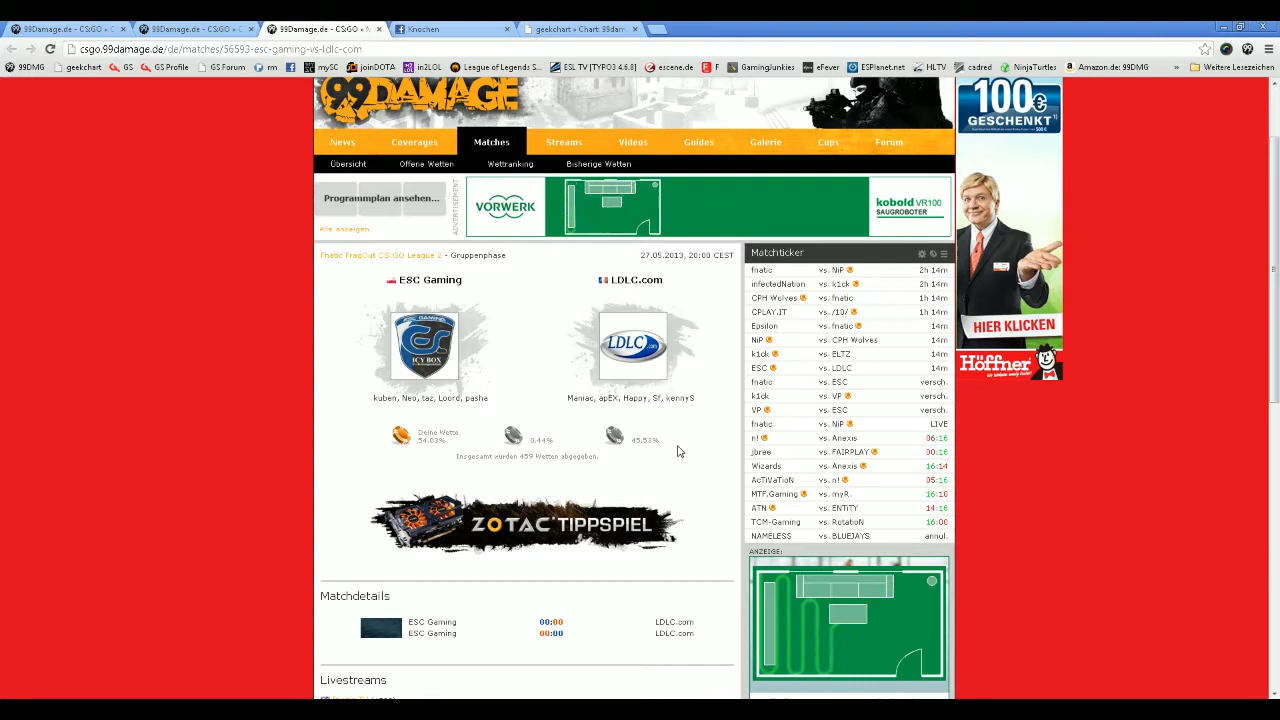 99Damage.de - CS:GO » C
99Damage.de - CS:GO » C
99Damage.de - CS:GO » M
Knochen
geekchart » Chart: 99dam
csgo.99damage.de/de/matches/56593-esc-gaming-vs-ldlc-com
99DMG
geekchart
GS
GS Profile
GS Forum
rm
mySC
joinDOTA
in2LOL
League of Legends S...
ESL TV [TYPO3 4.6.8]
escene.de
F
GamingJunkies
eFever
ESPlanet.net
HLTV
cadred
NinjaTurtles
Amazon.de: 99DMG
»
Weitere Lesezeichen
99DAMAGE
News Coverages Matches Streams Videos Guides Galerie Cups Forum
Übersicht Offene Wetten Wettranking Bisherige Wetten
Programmplan ansehen...
Alle anzeigen
ADVERTISEMENT
VORWERK
kobold VR100
SAUGROBOTER
Fnatic FragOut CS:GO League 2 - Gruppenphase
27.05.2013, 20:00 CEST
ESC Gaming
LDLC.com
ESC GAMING
ICY BOX
LDLC.com
kuben, Neo, taz, Loord, pasha
Maniac, apEX, Happy, Sf, kennyS
Deine Wette
54.03%
0.44%
45.53%
Insgesamt wurden 459 Wetten abgegeben.
ZOTAC TIPPSPIEL
Matchdetails
ESC Gaming 00:00 LDLC.com
ESC Gaming 00:00 LDLC.com
Livestreams
Matchticker
fnatic vs. NiP 2h 14m
infectedNation vs. k1ck 2h 14m
CPH Wolves vs. fnatic 1h 14m
CPLAY.IT vs. /10/ 1h 14m
Epsilon vs. fnatic 14m
NiP vs. CPH Wolves 14m
k1ck vs. ELTZ 14m
ESC vs. LDLC 14m
fnatic vs. ESC versch.
k1ck vs. VP versch.
VP vs. ESC versch.
fnatic vs. NiP LIVE
n! vs. Anexis 06:16
jbree vs. FAIRPLAY 00:16
Wizards vs. Anexis 16:14
AcTiVaTioN vs. n! 05:16
MTF.Gaming vs. myR. 16:10
ATN vs. ENTiTY 14:16
TCM-Gaming vs. RotatioN 16:00
NAMELESS vs. BLUEJAYS annul.
ANZEIGE:
100€
GESCHENKT
HIER KLICKEN
Höffner